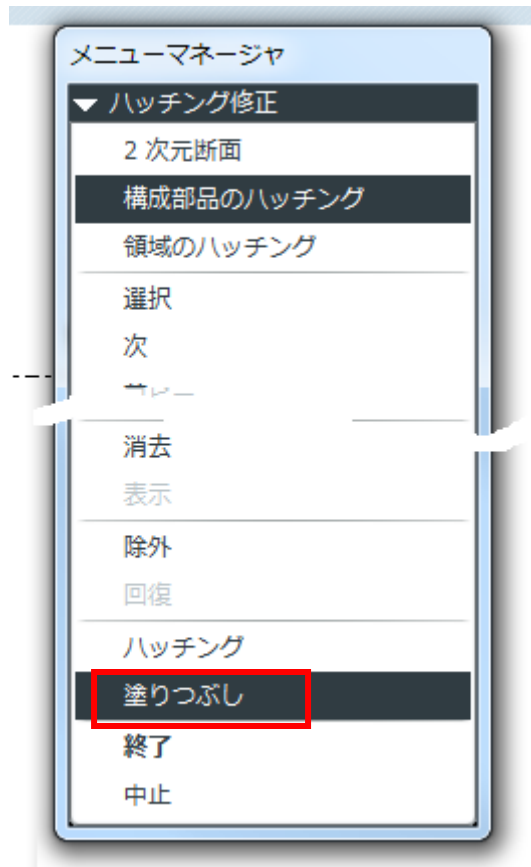 メニューマネージャ
ハッチング修正
2 次元断面
構成部品のハッチング
領域のハッチング
選択
次
消去
表示
除外
回復
ハッチング
塗りつぶし
終了
中止